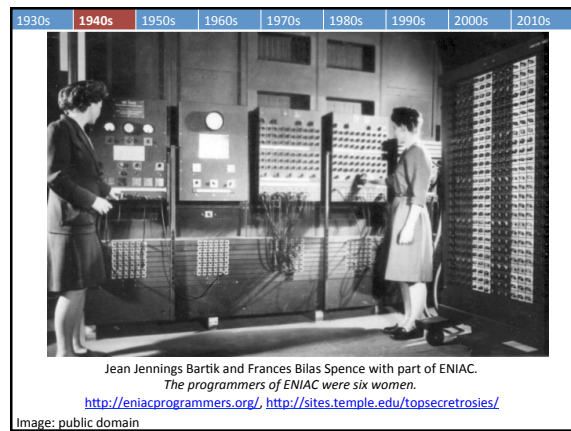 1930s 1940s 1950s 1960s 1970s 1980s 1990s 2000s 2010s
Jean Jennings Bartik and Frances Bilas Spence with part of ENIAC.
The programmers of ENIAC were six women.
http://eniacprogrammers.org/, http://sites.temple.edu/topsecretrosies/
Image: public domain